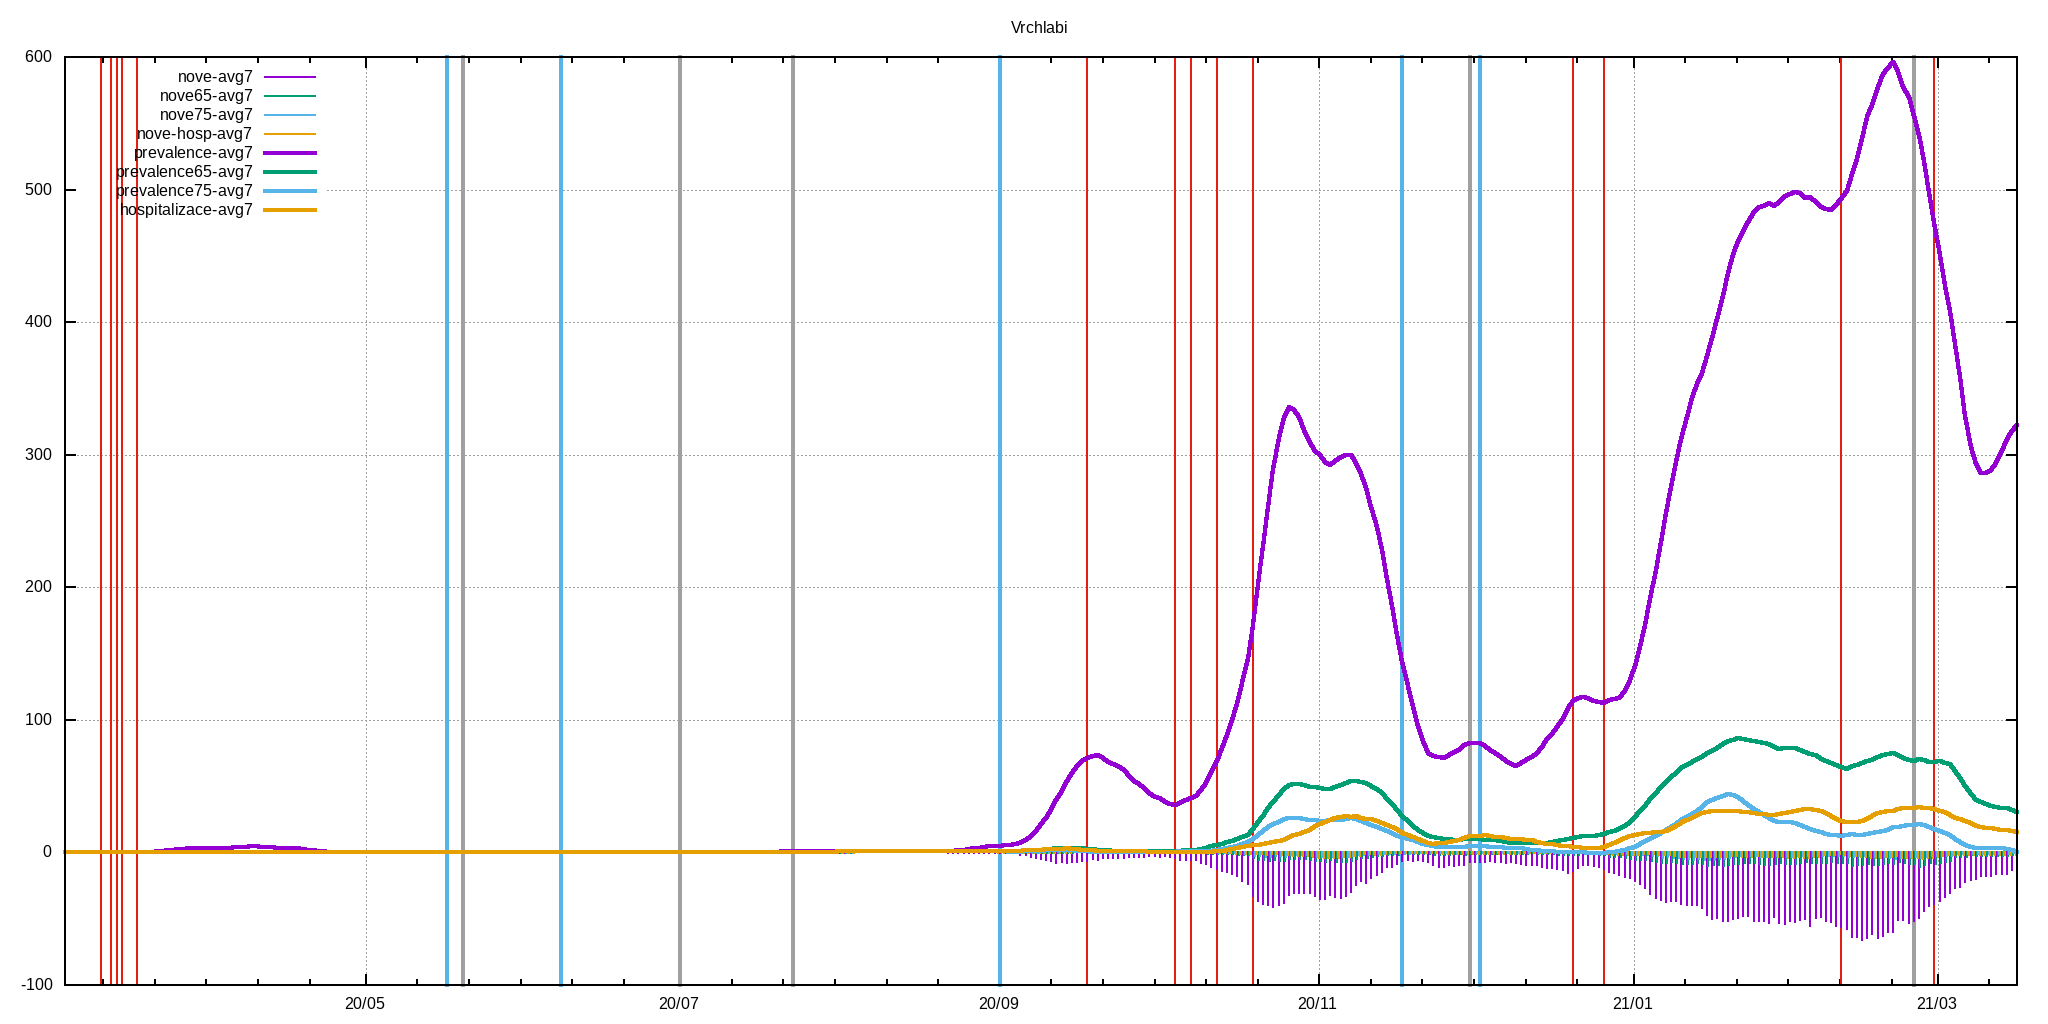 Vrchlabi
600
500
400
300
200
100
0
-100
nove-avg7
nove65-avg7
nove75-avg7
nove-hosp-avg7
prevalence-avg7
prevalence65-avg7
prevalence75-avg7
hospitalizace-avg7
20/05 20/07 20/09 20/11 21/01 21/03